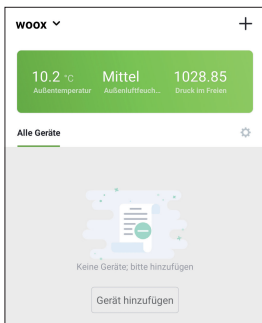 woox
10.2 °C Mittel 1028.85
Außentemperatur Außenluftfeuch... Druck im Freien
Alle Geräte
Keine Geräte, bitte hinzufügen
Gerät hinzufügen